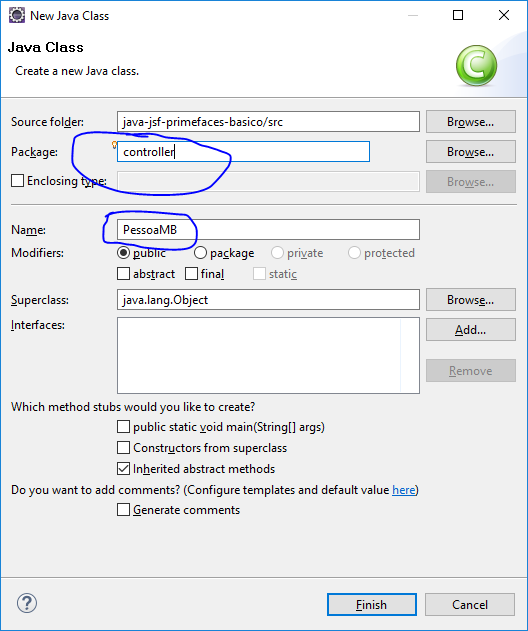 New Java Class
Java Class
Create a new Java class.
C
Source folder: java-jsf-primefaces-basico/src Browse...
Package: controller Browse...
Enclosing type: Browse...
Name: PessoaMB
Modifiers: public package private protected
abstract final static
Superclass: java.lang.Object Browse...
Interfaces: Add...
Remove
Which method stubs would you like to create?
public static void main(String[] args)
Constructors from superclass
Inherited abstract methods
Do you want to add comments? (Configure templates and default value here)
Generate comments
? Finish Cancel